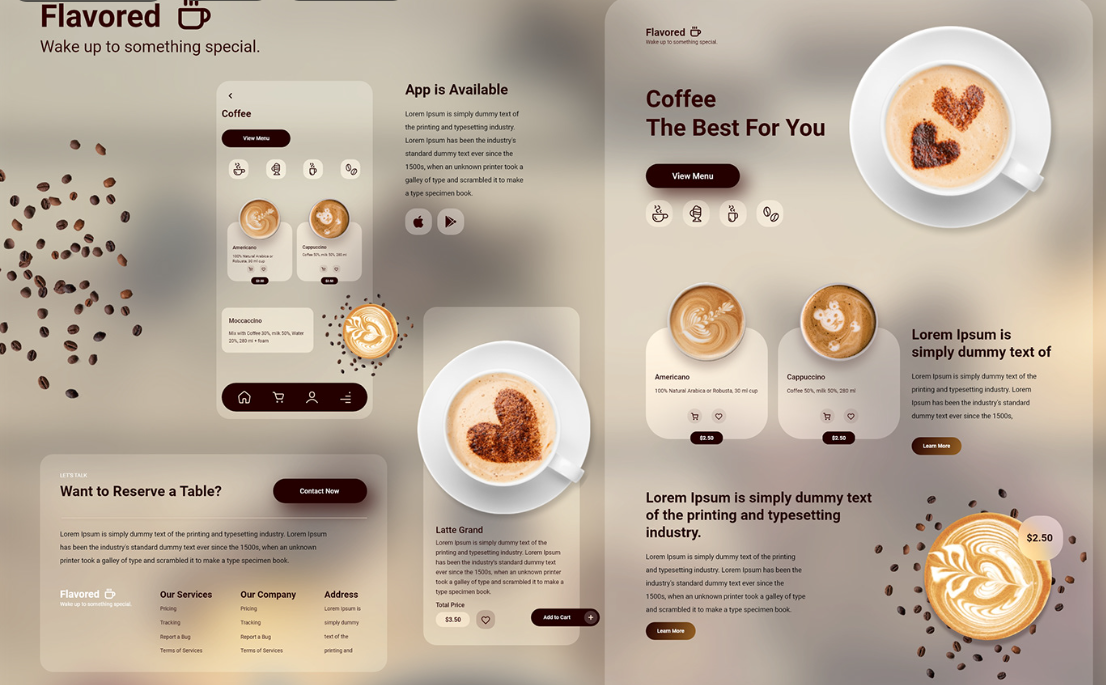 Flavored
Wake up to something special.
Coffee
View Menu
Americano
100% Natural Arabica or
Robusta, 30 ml cup
$2.50
Cappuccino
Coffee 50%, milk 50%, 280 ml
$2.50
Moccaccino
Mix with Coffee 30%, milk 50%, Water
20%, 280 ml + foam
App is Available
Lorem Ipsum is simply dummy text of
the printing and typesetting industry.
Lorem Ipsum has been the industry's
standard dummy text ever since the
1500s, when an unknown printer took a
galley of type and scrambled it to make
a type specimen book.
Latte Grand
Lorem Ipsum is simply dummy text of the
printing and typesetting industry. Lorem Ipsum
has been the industry's standard dummy text
ever since the 1500s, when an unknown printer
took a galley of type and scrambled it to make a
type specimen book.
Total Price
$3.50
Add to Cart
LET'S TALK
Want to Reserve a Table?
Contact Now
Lorem Ipsum is simply dummy text of the printing and typesetting industry. Lorem Ipsum
has been the industry's standard dummy text ever since the 1500s, when an unknown
printer took a galley of type and scrambled it to make a type specimen book.
Flavored
Wake up to something special.
Our Services
Pricing
Tracking
Report a Bug
Terms of Services
Our Company
Pricing
Tracking
Report a Bug
Terms of Services
Address
Lorem Ipsum is
simply dummy
text of the
printing and
Flavored
Wake up to something special.
Coffee
The Best For You
View Menu
Americano
100% Natural Arabica or Robusta, 30 ml cup
$2.50
Cappuccino
Coffee 50%, milk 50%, 280 ml
$2.50
Lorem Ipsum is
simply dummy text of
Lorem Ipsum is simply dummy text of the
printing and typesetting industry. Lorem
Ipsum has been the industry's standard
dummy text ever since the 1500s,
Learn More
Lorem Ipsum is simply dummy text
of the printing and typesetting
industry.
Lorem Ipsum is simply dummy text of the printing
and typesetting industry. Lorem Ipsum has been the
industry's standard dummy text ever since the
1500s, when an unknown printer took a galley of type
and scrambled it to make a type specimen book.
Learn More
$2.50